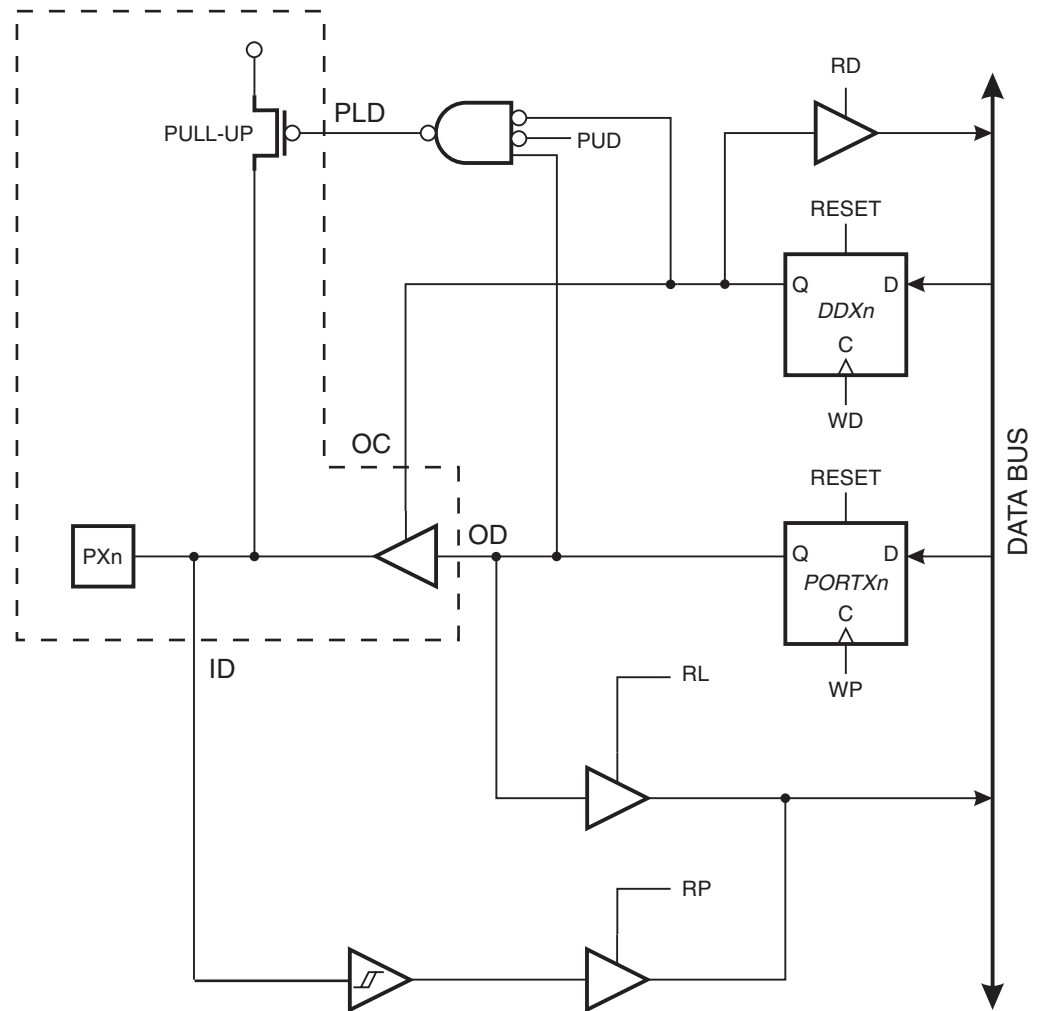 RD
PLD
PULL-UP
PUD
RESET
Q
D
DDXn
C
WD
OC
RESET
DATA BUS
OD
PXn
Q
D
PORTXn
C
WP
ID
RL
RP